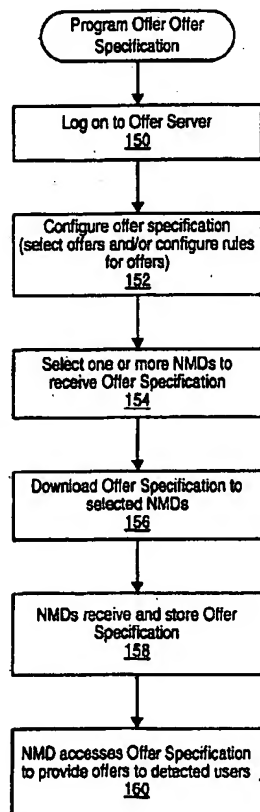 Program Offer Offer
Specification
Log on to Offer Server
150
Configure offer specification
(select offers and/or configure rules
for offers)
152
Select one or more NMDs to
receive Offer Specification
154
Download Offer Specification to
selected NMDs
156
NMDs receive and store Offer
Specification
158
NMD accesses Offer Specification
to provide offers to detected users
160